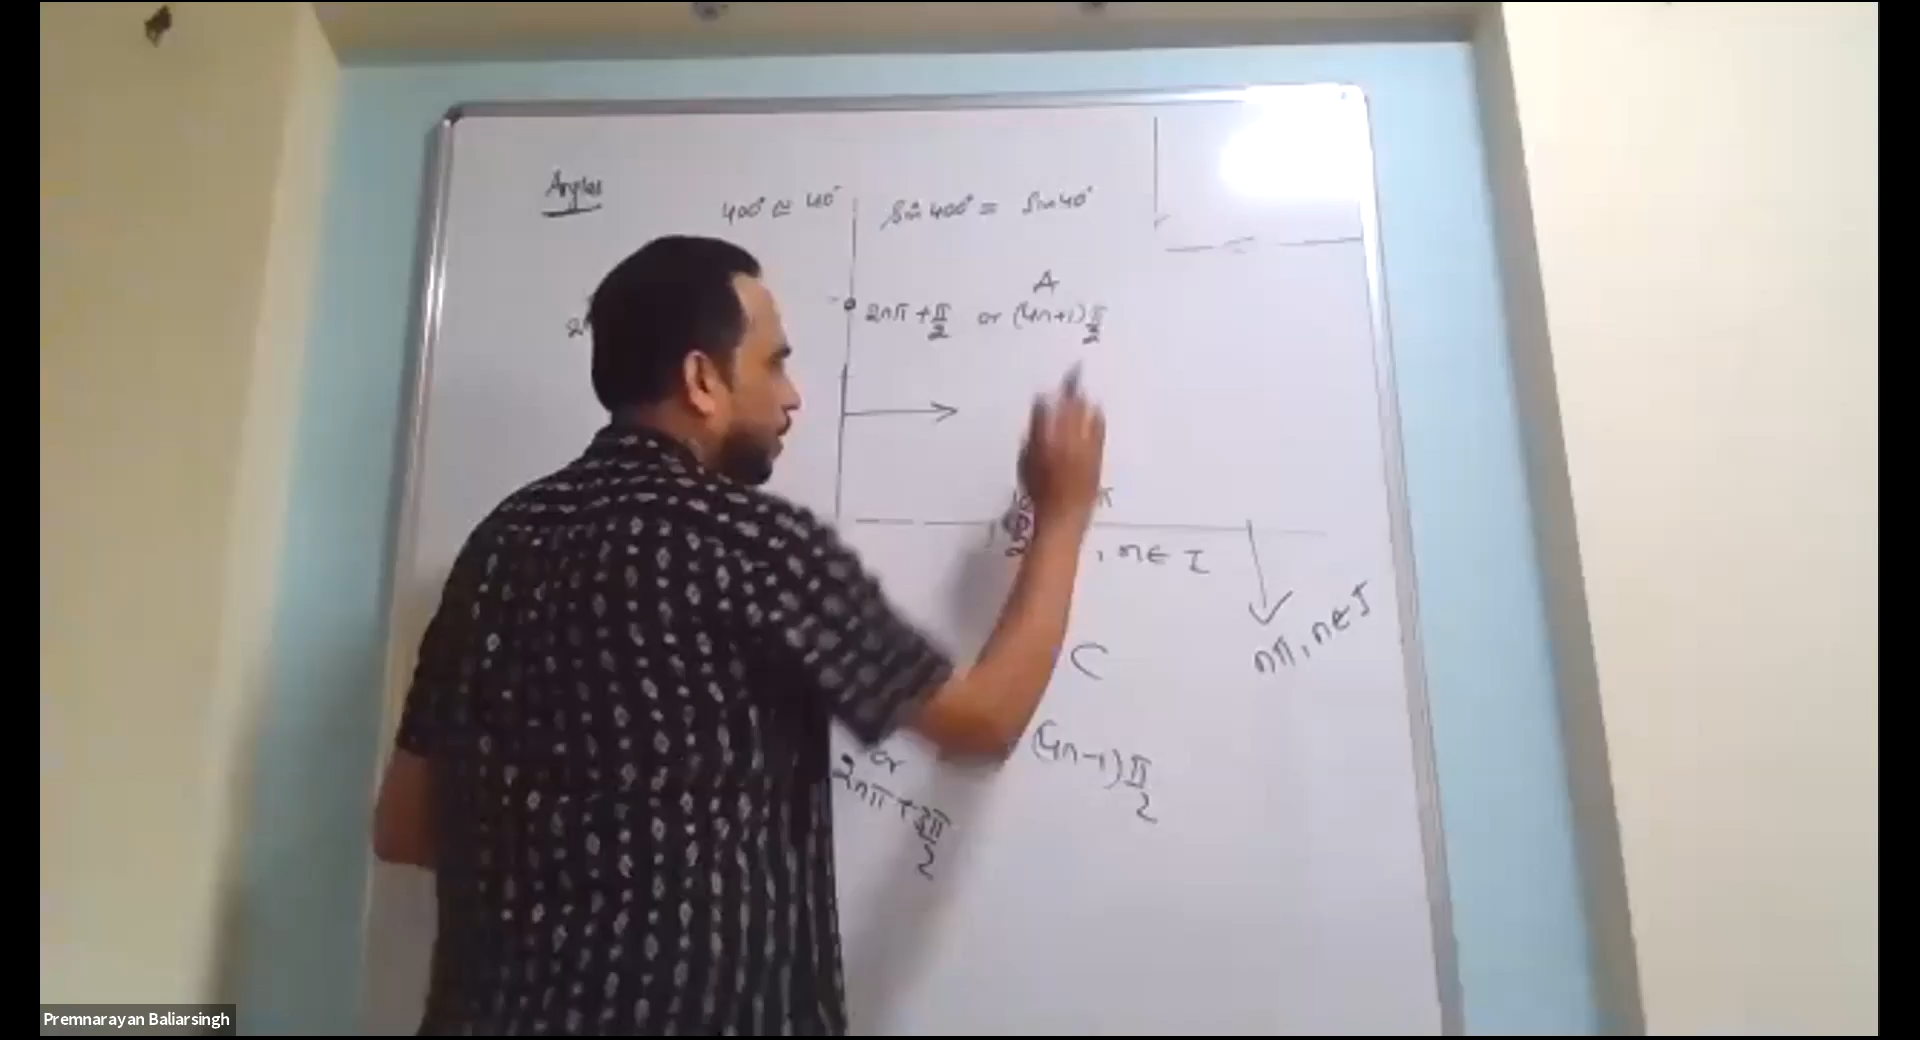 Angles
400° ≅ 40°
sin 400° = sin 40°
A
2nπ + π/2 or (4n+1)π/2
, n ∈ I
nπ, n ∈ I
C
(4n-1)π/2
or
2nπ + 3π/2
Premnarayan Baliarsingh